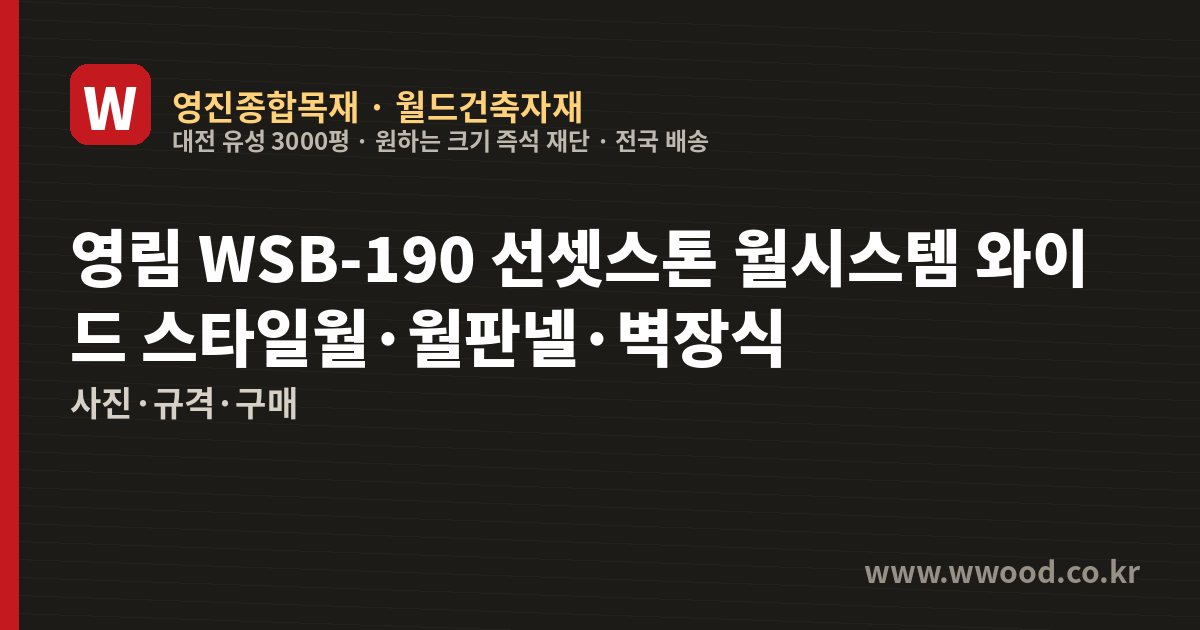 W
영진종합목재 · 월드건축자재
대전 유성 3000평 · 원하는 크기 즉석 재단 · 전국 배송
영림 WSB-190 선셋스톤 월시스템 와이
드 스타일월·월판넬·벽장식
사진·규격·구매
www.wwood.co.kr